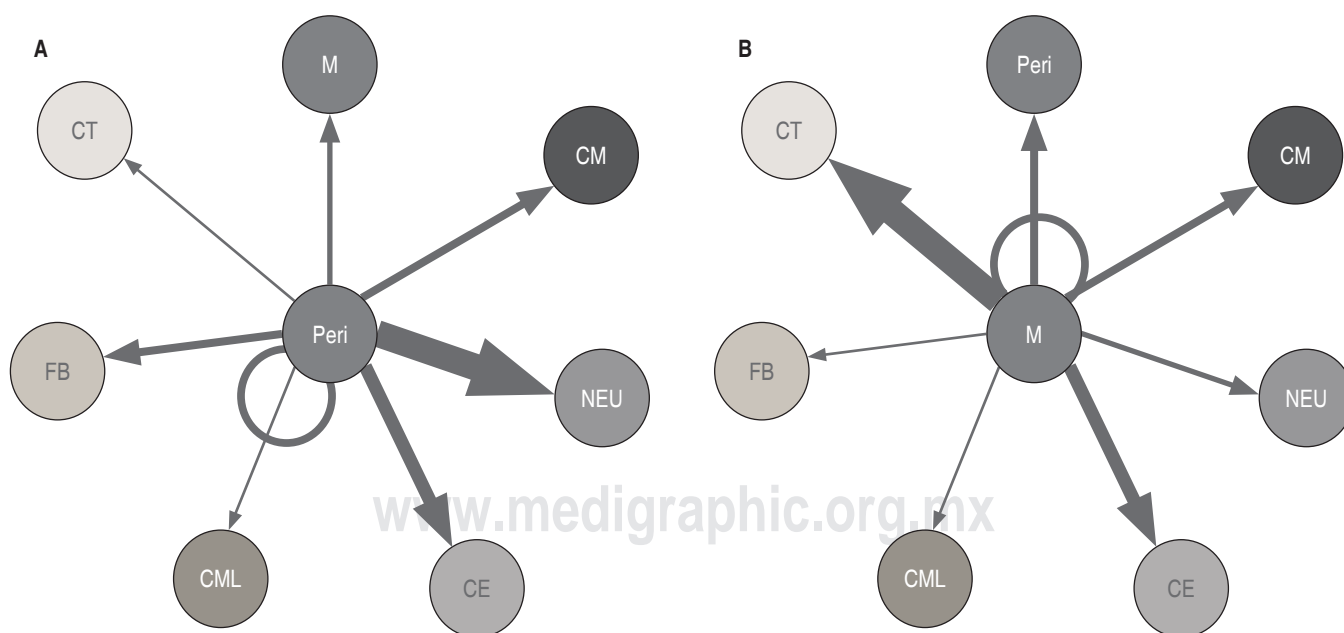 A
M
CT
CM
Peri
FB
NEU
CML
CE
B
Peri
CT
CM
M
FB
NEU
CML
CE
www.medigraphic.org.mx